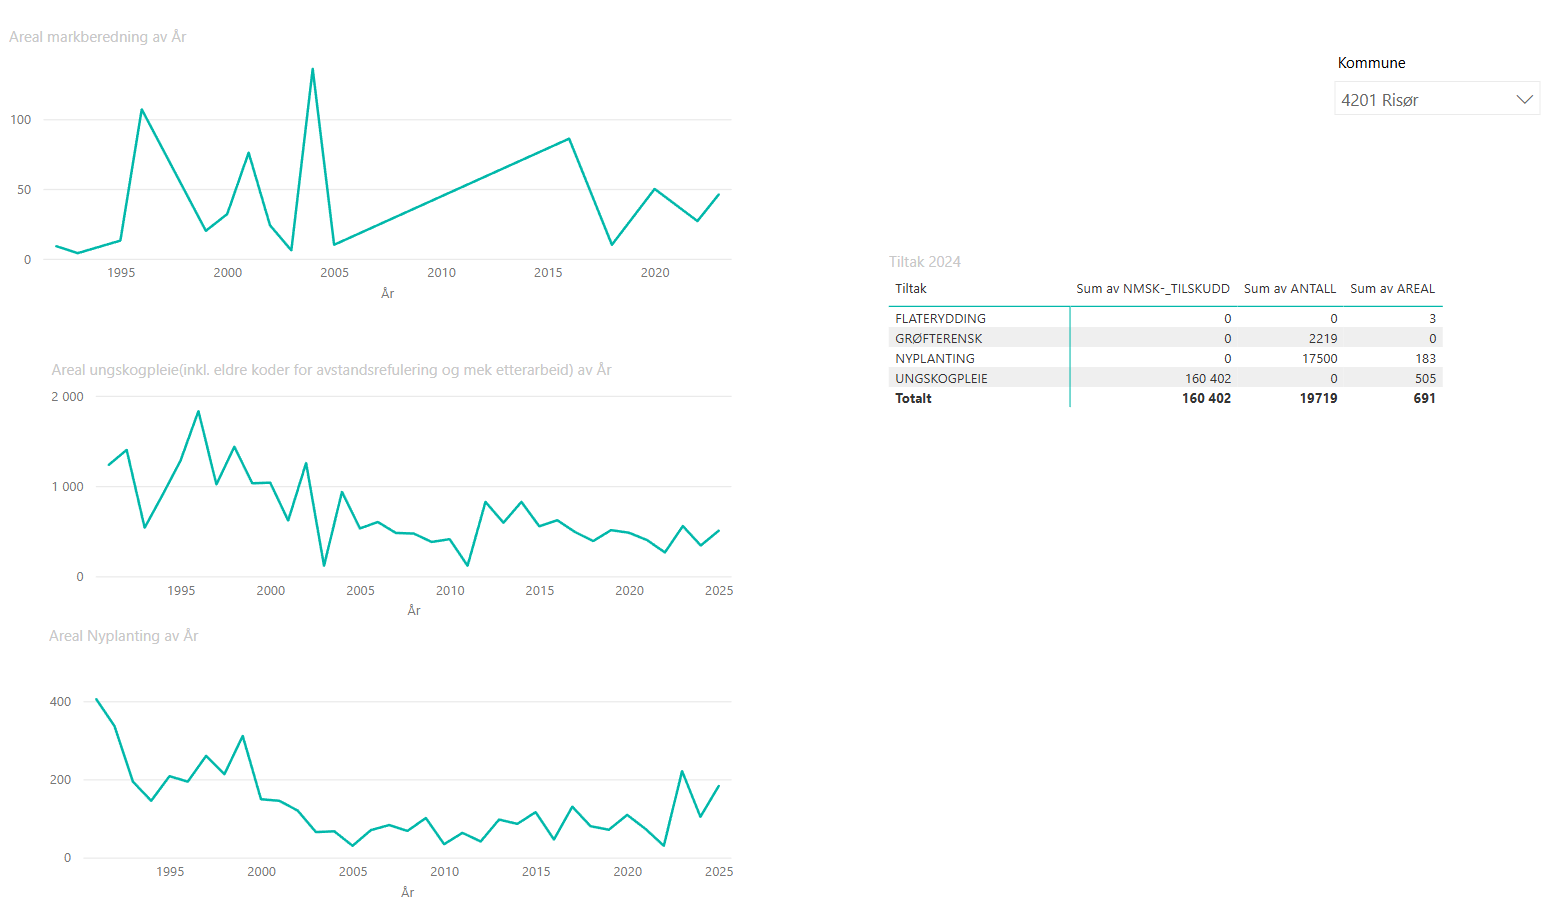 Areal markberedning av År
100
50
0
1995 2000 2005 2010 2015 2020
År
Areal ungskogpleie(inkl. eldre koder for avstandsrefulering og mek etterarbeid) av År
2 000
1 000
0
1995 2000 2005 2010 2015 2020 2025
År
Areal Nyplanting av År
400
200
0
1995 2000 2005 2010 2015 2020 2025
År
Kommune
4201 Risør
Tiltak 2024
Tiltak Sum av NMSK-_TILSKUDD Sum av ANTALL Sum av AREAL
FLATERYDDING 0 0 3
GRØFTERENSK 0 2219 0
NYPLANTING 0 17500 183
UNGSKOGPLEIE 160 402 0 505
Totalt 160 402 19719 691